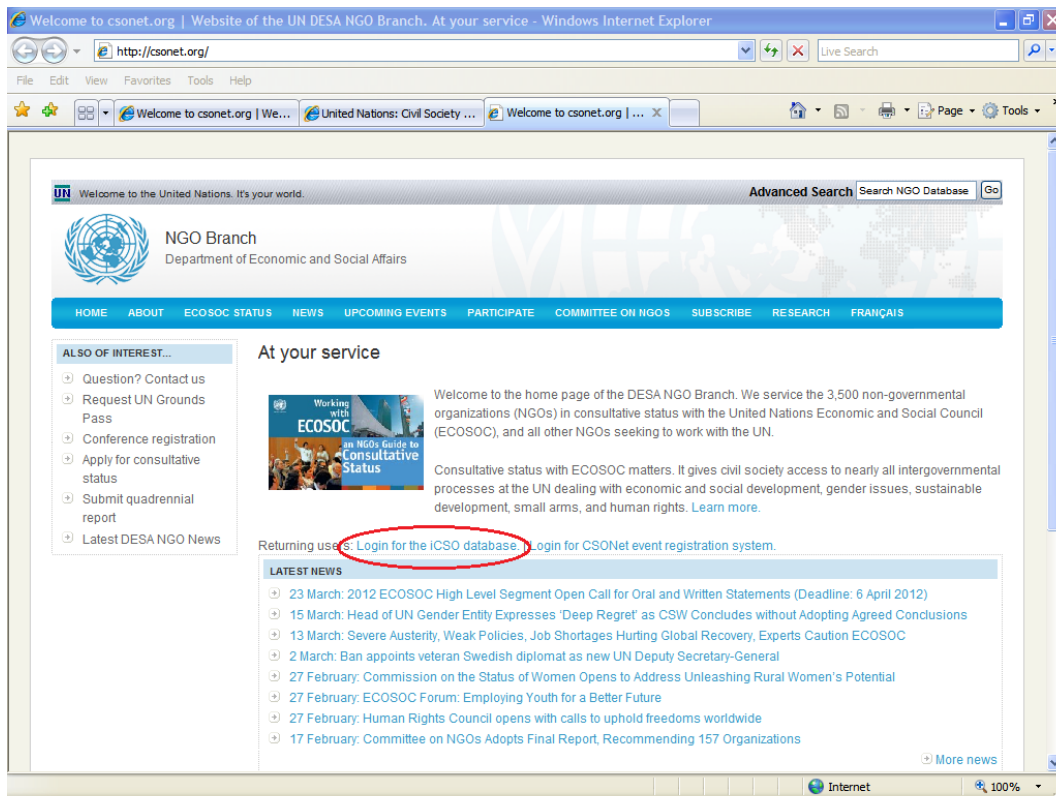 Welcome to csonet.org | Website of the UN DESA NGO Branch. At your service - Windows Internet Explorer
http://csonet.org/
Live Search
File Edit View Favorites Tools Help
Welcome to csonet.org | We... United Nations: Civil Society ... Welcome to csonet.org | ... Page Tools
UN Welcome to the United Nations. It's your world. Advanced Search Search NGO Database Go
NGO Branch
Department of Economic and Social Affairs
HOME ABOUT ECOSOC STATUS NEWS UPCOMING EVENTS PARTICIPATE COMMITTEE ON NGOS SUBSCRIBE RESEARCH FRANÇAIS
ALSO OF INTEREST...
Question? Contact us
Request UN Grounds
Pass
Conference registration
Apply for consultative
status
Submit quadrennial
report
Latest DESA NGO News
At your service
Working
with
ECOSOC
an NGOs Guide to
Consultative
Status
Welcome to the home page of the DESA NGO Branch. We service the 3,500 non-governmental
organizations (NGOs) in consultative status with the United Nations Economic and Social Council
(ECOSOC), and all other NGOs seeking to work with the UN.
Consultative status with ECOSOC matters. It gives civil society access to nearly all intergovernmental
processes at the UN dealing with economic and social development, gender issues, sustainable
development, small arms, and human rights. Learn more.
Returning users: Login for the iCSO database. | Login for CSONet event registration system.
LATEST NEWS
23 March: 2012 ECOSOC High Level Segment Open Call for Oral and Written Statements (Deadline: 6 April 2012)
15 March: Head of UN Gender Entity Expresses 'Deep Regret' as CSW Concludes without Adopting Agreed Conclusions
13 March: Severe Austerity, Weak Policies, Job Shortages Hurting Global Recovery, Experts Caution ECOSOC
2 March: Ban appoints veteran Swedish diplomat as new UN Deputy Secretary-General
27 February: Commission on the Status of Women Opens to Address Unleashing Rural Women's Potential
27 February: ECOSOC Forum: Employing Youth for a Better Future
27 February: Human Rights Council opens with calls to uphold freedoms worldwide
17 February: Committee on NGOs Adopts Final Report, Recommending 157 Organizations
More news
Internet 100%